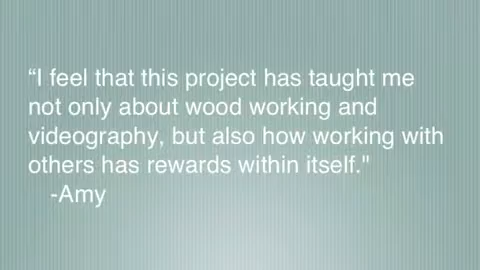 “I feel that this project has taught me
not only about wood working and
videography, but also how working with
others has rewards within itself."
-Amy